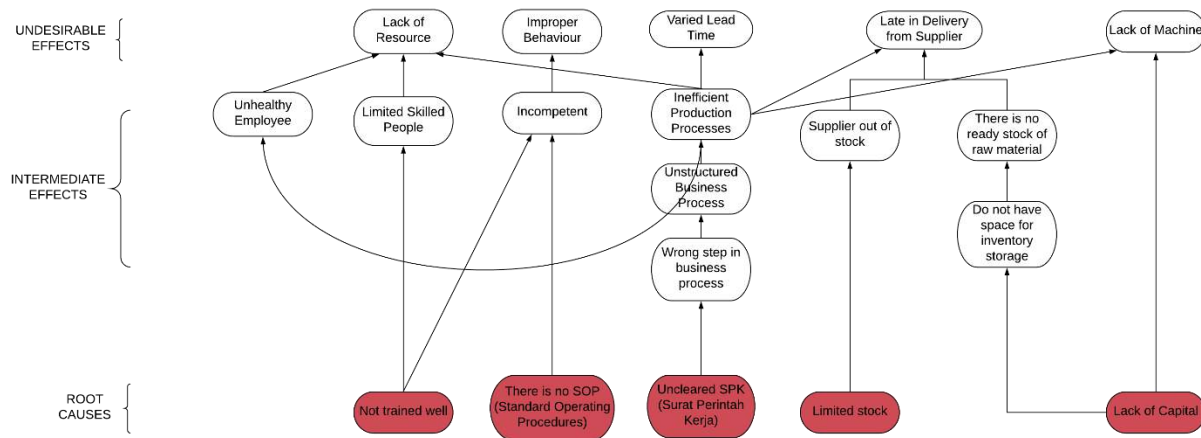 UNDESIRABLE
EFFECTS
Lack of
Resource
Improper
Behaviour
Varied Lead
Time
Late in Delivery
from Supplier
Lack of Machine
Unhealthy
Employee
Limited Skilled
People
Incompetent
Inefficient
Production
Processes
Supplier out of
stock
There is no
ready stock of
raw material
INTERMEDIATE
EFFECTS
Unstructured
Business
Process
Do not have
space for
inventory
storage
Wrong step in
business
process
ROOT
CAUSES
Not trained well
There is no SOP
(Standard Operating
Procedures)
Uncleared SPK
(Surat Perintah
Kerja)
Limited stock
Lack of Capital